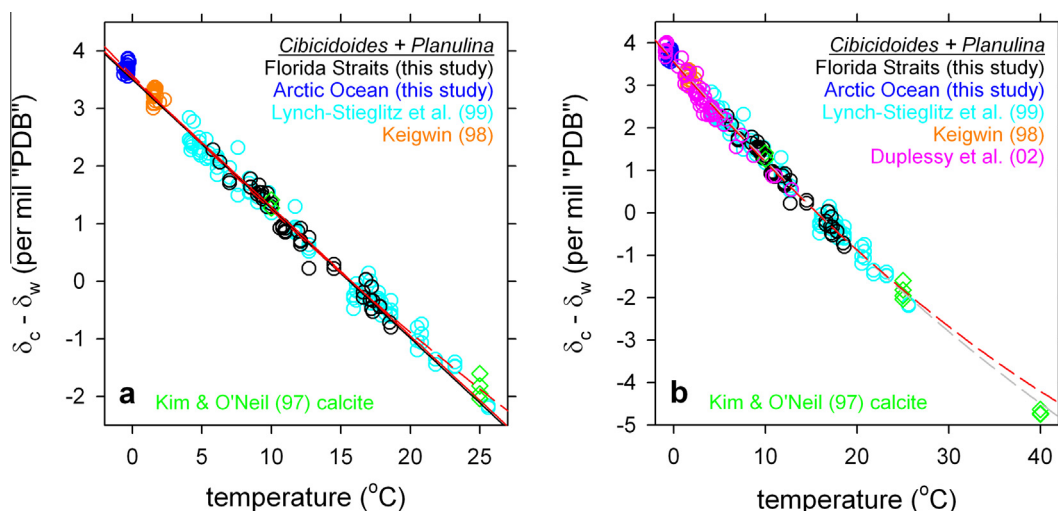 Cibicidoides + Planulina
Florida Straits (this study)
Arctic Ocean (this study)
Lynch-Stieglitz et al. (99)
Keigwin (98)
4
3
2
1
0
-1
-2
δc - δw (per mil "PDB")
a
Kim & O'Neil (97) calcite
0 5 10 15 20 25
temperature (°C)
Cibicidoides + Planulina
Florida Straits (this study)
Arctic Ocean (this study)
Lynch-Stieglitz et al. (99)
Keigwin (98)
Duplessy et al. (02)
4
3
2
1
0
-1
-2
-3
-4
-5
δc - δw (per mil "PDB")
b
Kim & O'Neil (97) calcite
0 10 20 30 40
temperature (°C)